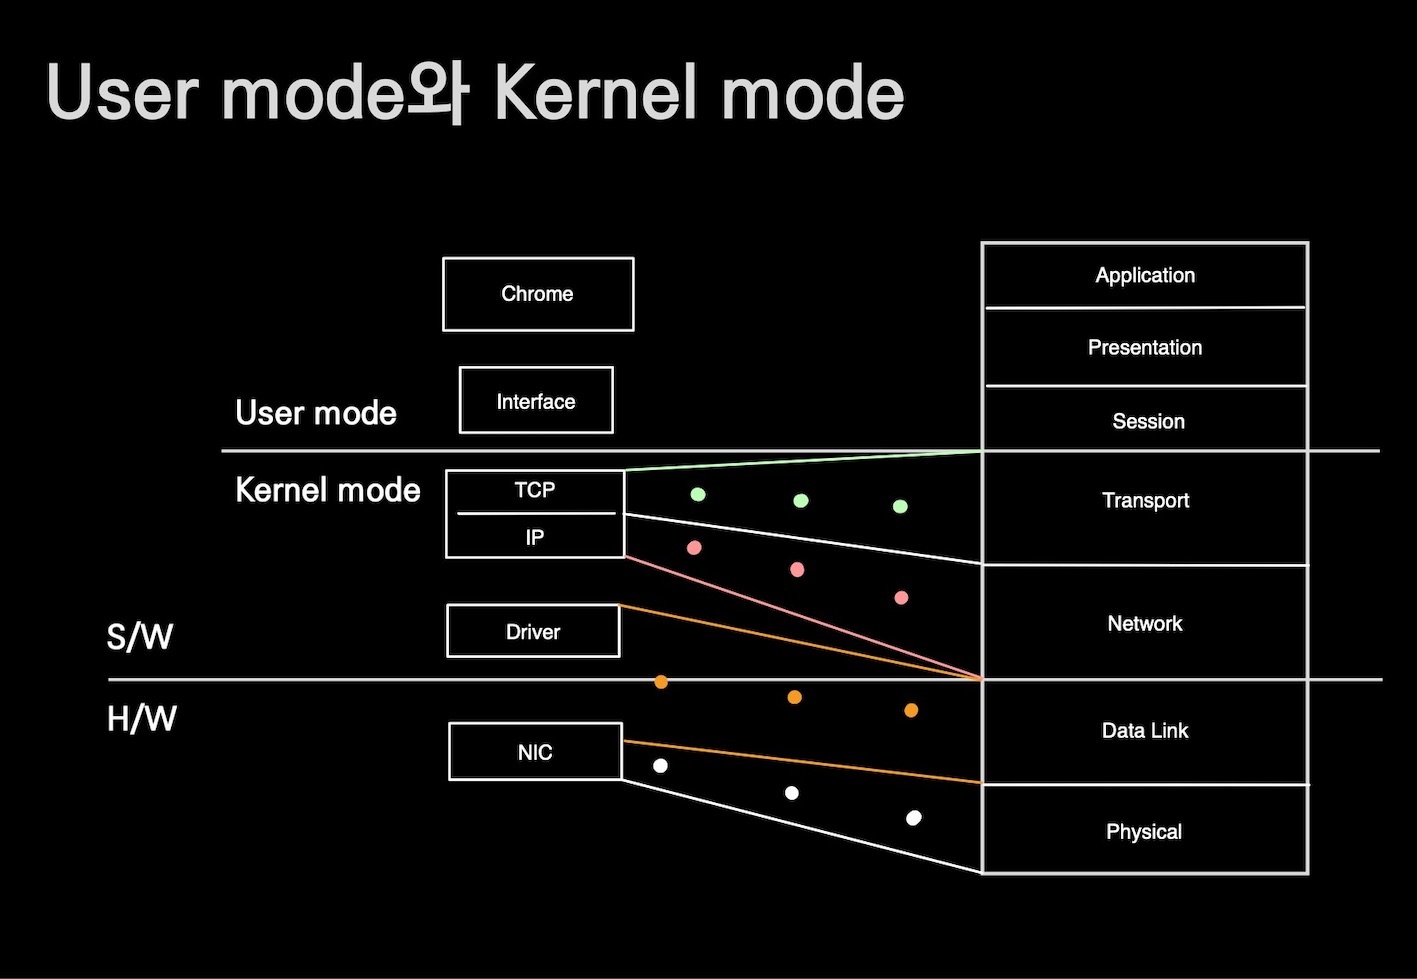 User mode와 Kernel mode
Chrome
Interface
User mode
Kernel mode
TCP
IP
Driver
S/W
H/W
NIC
Application
Presentation
Session
Transport
Network
Data Link
Physical